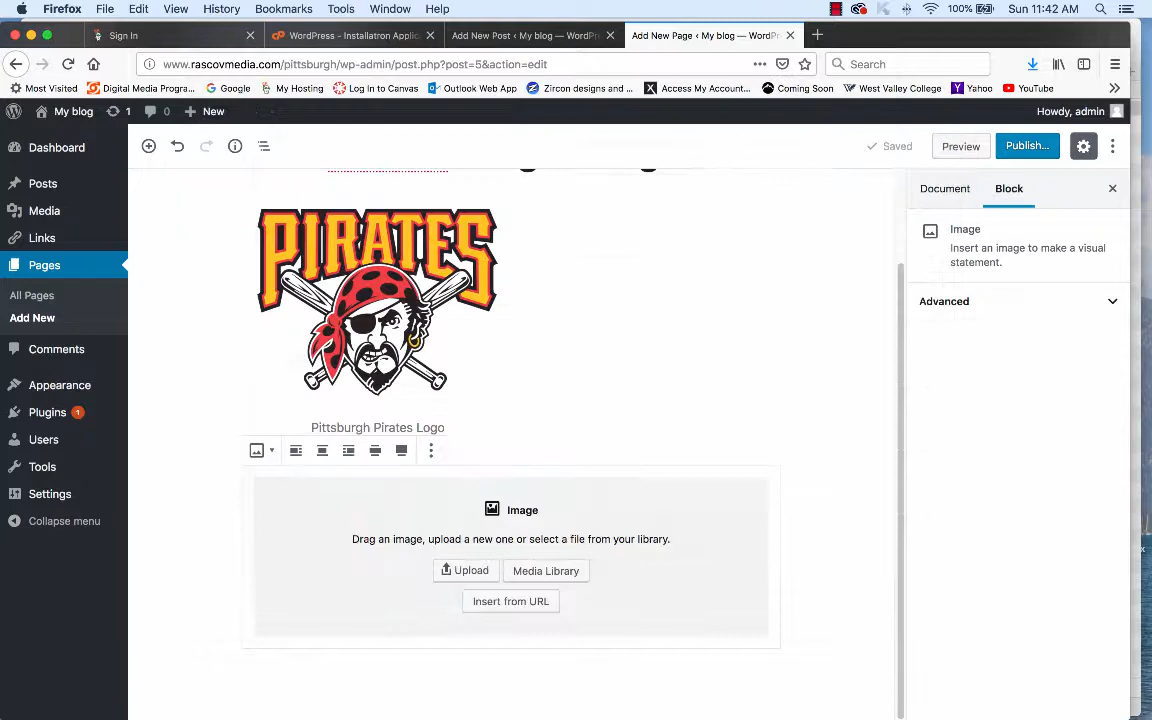 Firefox File Edit View History Bookmarks Tools Window Help 100% Sun 11:42 AM
Sign In
WordPress - Installatron Applic
Add New Post ‹ My blog — WordPr
Add New Page ‹ My blog — WordPr
www.rascovmedia.com/pittsburgh/wp-admin/post.php?post=5&action=edit
Search
Most Visited Digital Media Progra... Google My Hosting Log In to Canvas Outlook Web App Zircon designs and ... Access My Account... Coming Soon West Valley College Yahoo YouTube
My blog 1 0 New Howdy, admin
Dashboard
Posts
Media
Links
Pages
All Pages
Add New
Comments
Appearance
Plugins 1
Users
Tools
Settings
Collapse menu
Saved Preview Publish...
PIRATES
Pittsburgh Pirates Logo
Image
Drag an image, upload a new one or select a file from your library.
Upload Media Library
Insert from URL
Document Block
Image
Insert an image to make a visual
statement.
Advanced